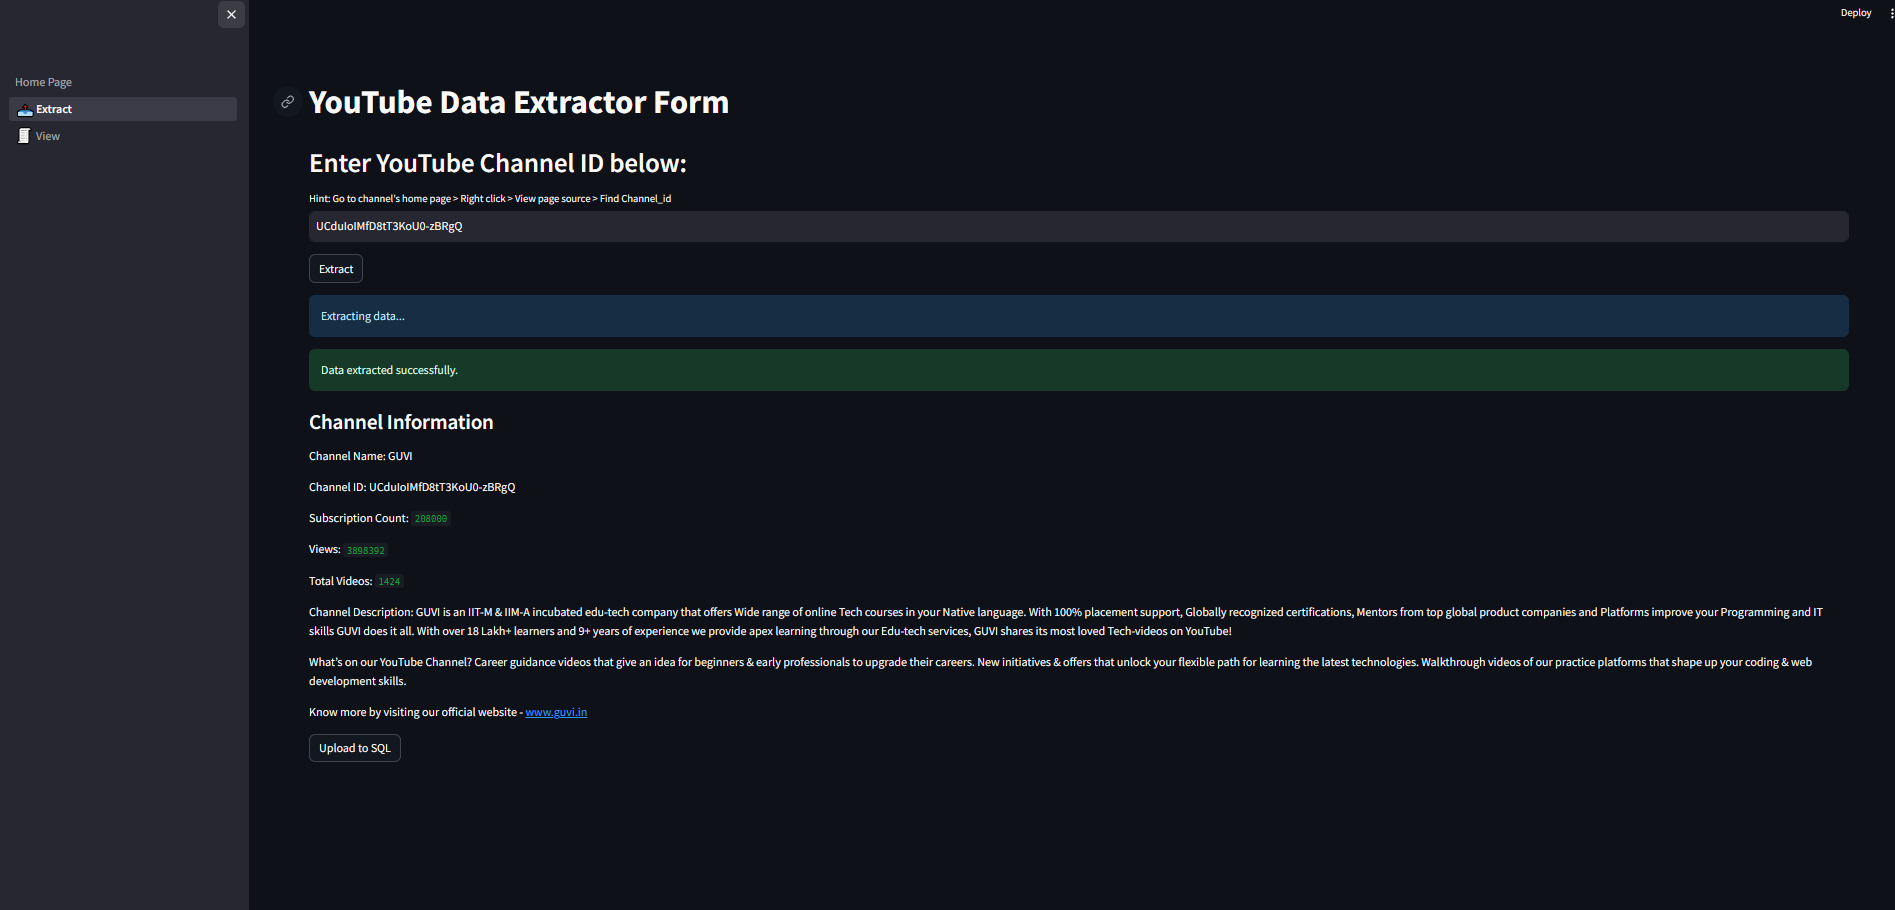 Deploy
Home Page
Extract
View
YouTube Data Extractor Form
Enter YouTube Channel ID below:
Hint: Go to channel's home page > Right click > View page source > Find Channel_id
UCduIoIMfD8tT3KoU0-zBRgQ
Extract
Extracting data...
Data extracted successfully.
Channel Information
Channel Name: GUVI
Channel ID: UCduIoIMfD8tT3KoU0-zBRgQ
Subscription Count: 208000
Views: 3898392
Total Videos: 1424
Channel Description: GUVI is an IIT-M & IIM-A incubated edu-tech company that offers Wide range of online Tech courses in your Native language. With 100% placement support, Globally recognized certifications, Mentors from top global product companies and Platforms improve your Programming and IT
skills GUVI does it all. With over 18 Lakh+ learners and 9+ years of experience we provide apex learning through our Edu-tech services, GUVI shares its most loved Tech-videos on YouTube!
What's on our YouTube Channel? Career guidance videos that give an idea for beginners & early professionals to upgrade their careers. New initiatives & offers that unlock your flexible path for learning the latest technologies. Walkthrough videos of our practice platforms that shape up your coding & web
development skills.
Know more by visiting our official website - www.guvi.in
Upload to SQL